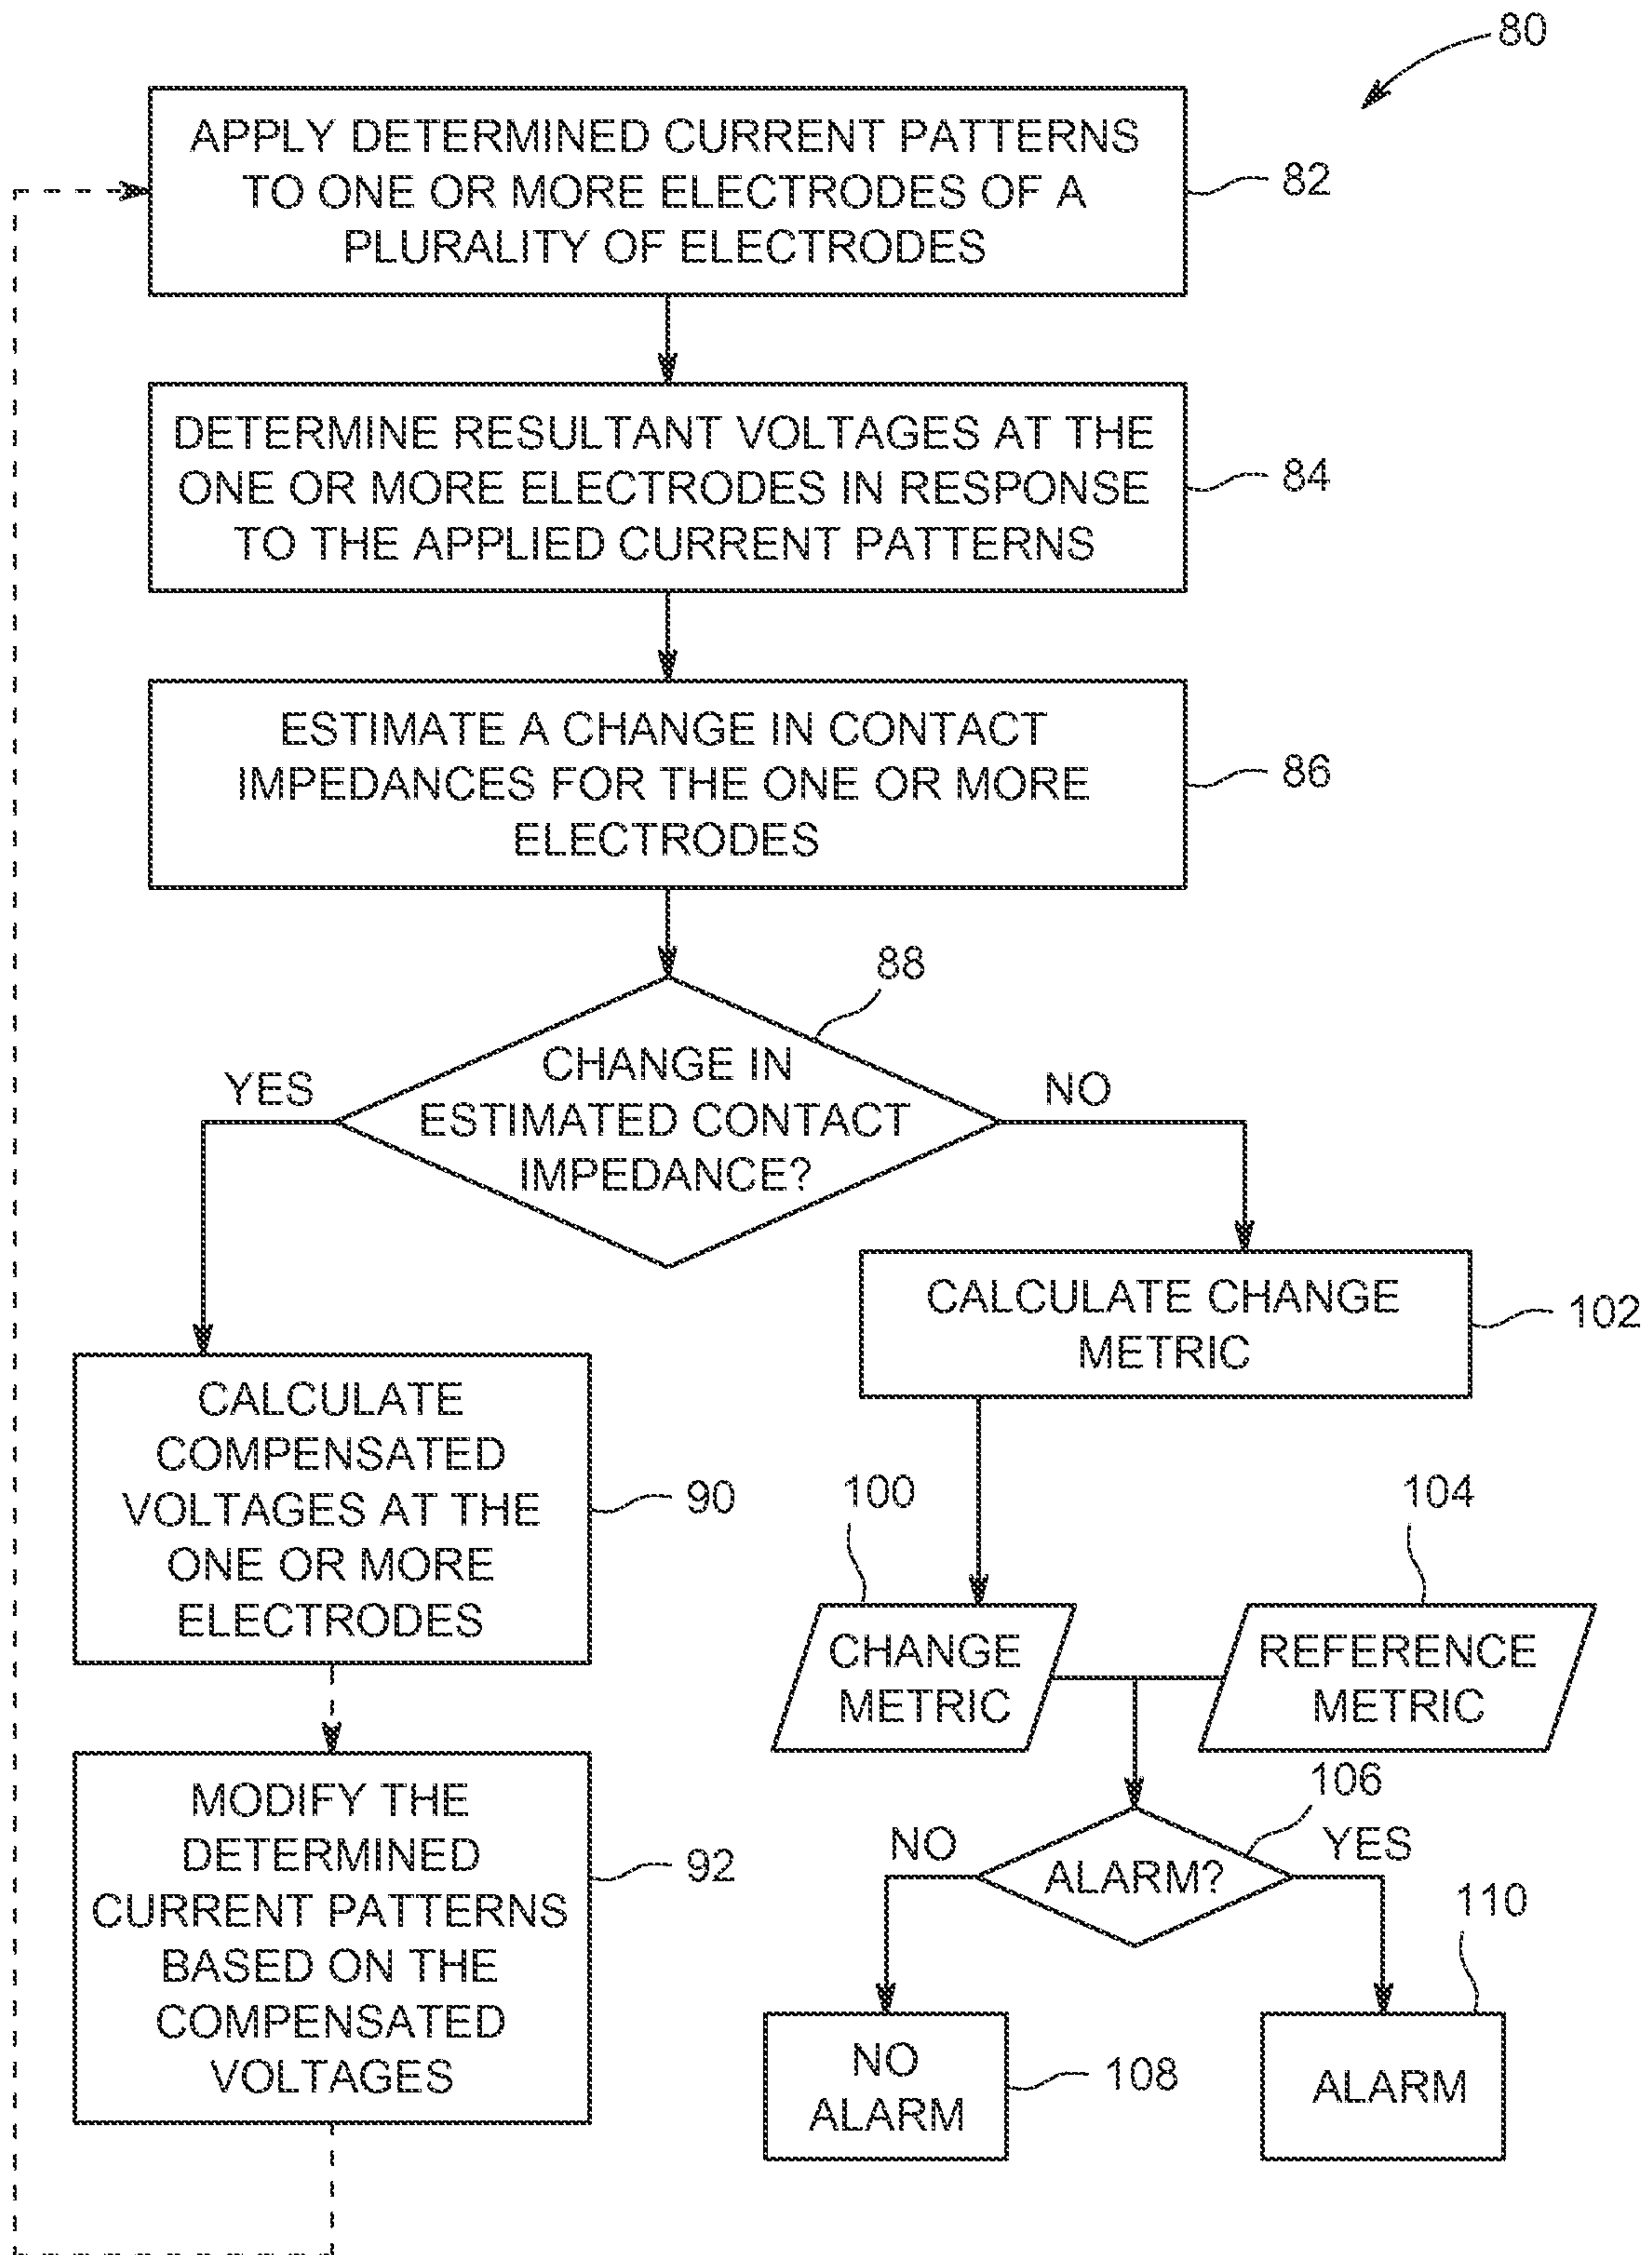 80
APPLY DETERMINED CURRENT PATTERNS
TO ONE OR MORE ELECTRODES OF A
PLURALITY OF ELECTRODES
82
DETERMINE RESULTANT VOLTAGES AT THE
ONE OR MORE ELECTRODES IN RESPONSE
TO THE APPLIED CURRENT PATTERNS
84
ESTIMATE A CHANGE IN CONTACT
IMPEDANCES FOR THE ONE OR MORE
ELECTRODES
86
88
CHANGE IN
ESTIMATED CONTACT
IMPEDANCE?
YES
NO
CALCULATE CHANGE
METRIC
102
CALCULATE
COMPENSATED
VOLTAGES AT THE
ONE OR MORE
ELECTRODES
90
100
104
CHANGE
METRIC
REFERENCE
METRIC
MODIFY THE
DETERMINED
CURRENT PATTERNS
BASED ON THE
COMPENSATED
VOLTAGES
92
106
NO
YES
ALARM?
110
NO
ALARM
108
ALARM